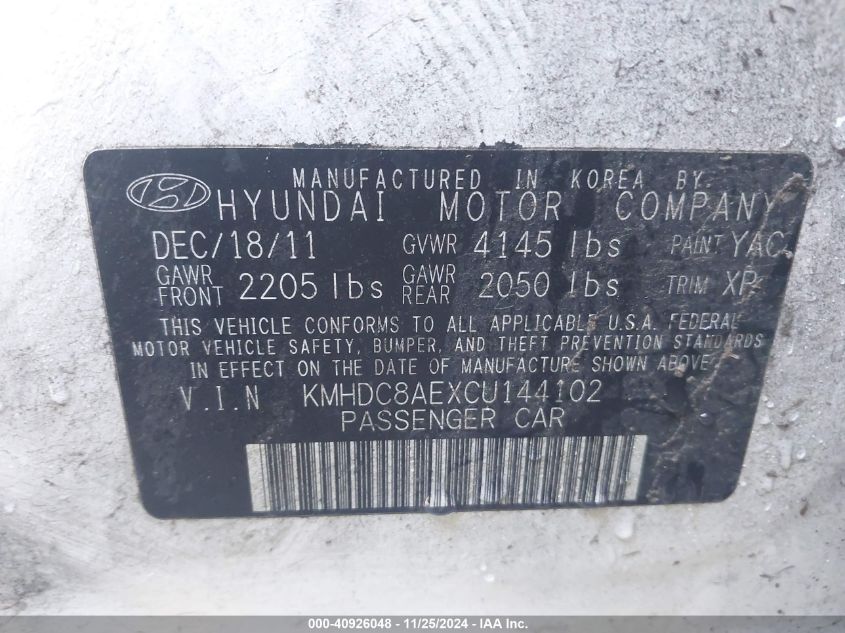 MANUFACTURED IN KOREA BY
HYUNDAI MOTOR COMPANY
DEC/18/11 GVWR 4145 lbs PAINT YAC
GAWR FRONT 2205 lbs GAWR REAR 2050 lbs TRIM XP
THIS VEHICLE CONFORMS TO ALL APPLICABLE U.S.A. FEDERAL
MOTOR VEHICLE SAFETY, BUMPER, AND THEFT PREVENTION STANDARDS
IN EFFECT ON THE DATE OF MANUFACTURE SHOWN ABOVE.
V.I.N KMHDC8AEXCU144102
PASSENGER CAR
000-40926048 - 11/25/2024 - IAA Inc.